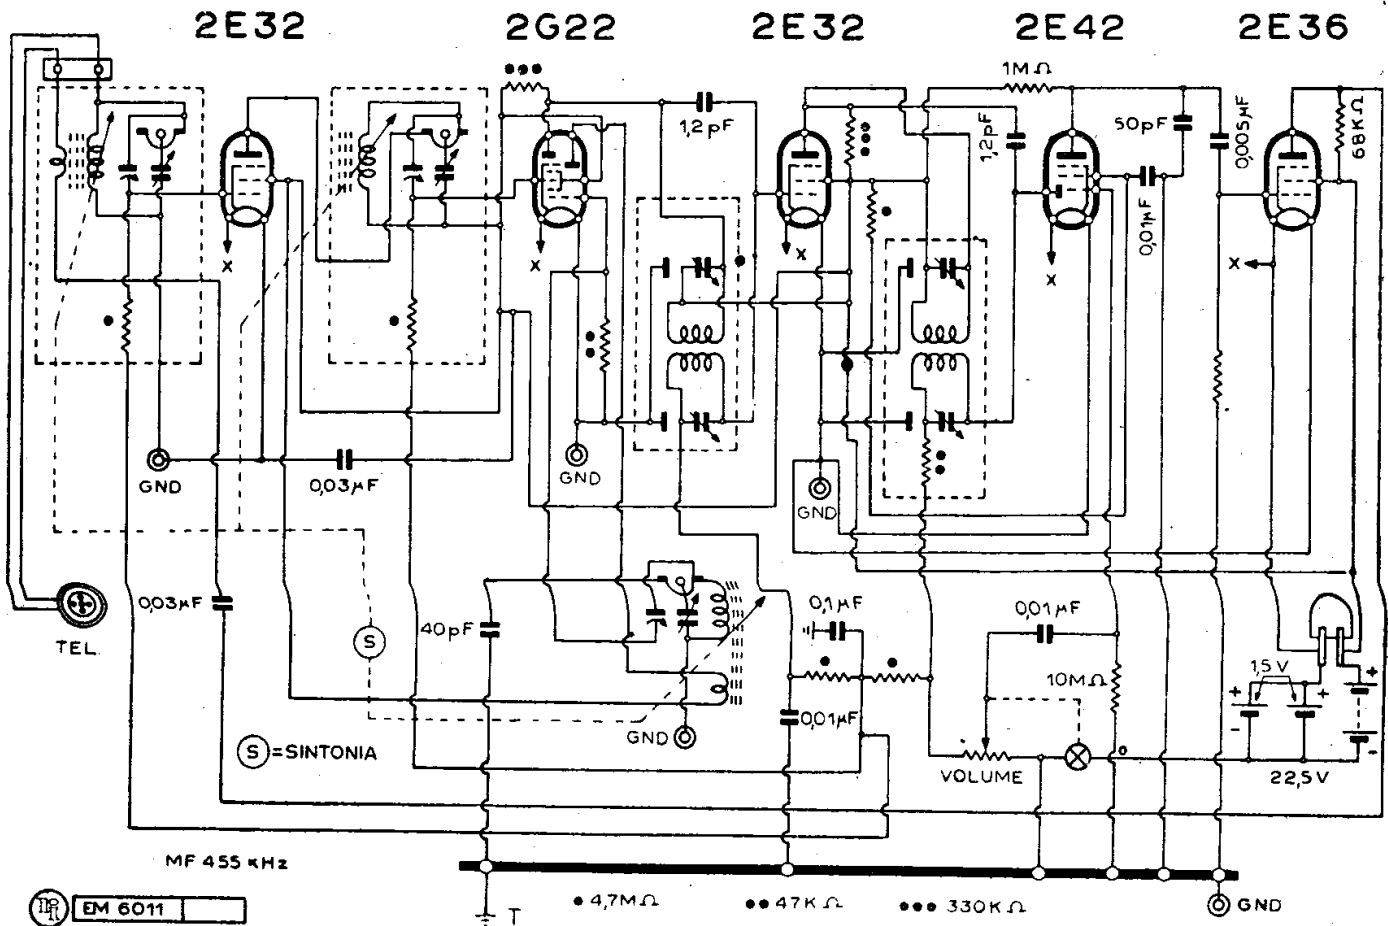 2E32 2G22 2E32 2E42 2E36
1MΩ
1,2pF
1,2pF
50pF
0,005µF
68KΩ
0,01µF
X
X
X
X
X
GND
0,03µF
GND
GND
TEL.
0,03µF
40pF
0,1µF
0,01µF
S
10MΩ
1,5V
+
+
+
-
-
0,01µF
GND
S =SINTONIA
VOLUME
22,5V
MF 455 KHz
EM 6011
T
• 4,7MΩ
•• 47KΩ
••• 330KΩ
GND